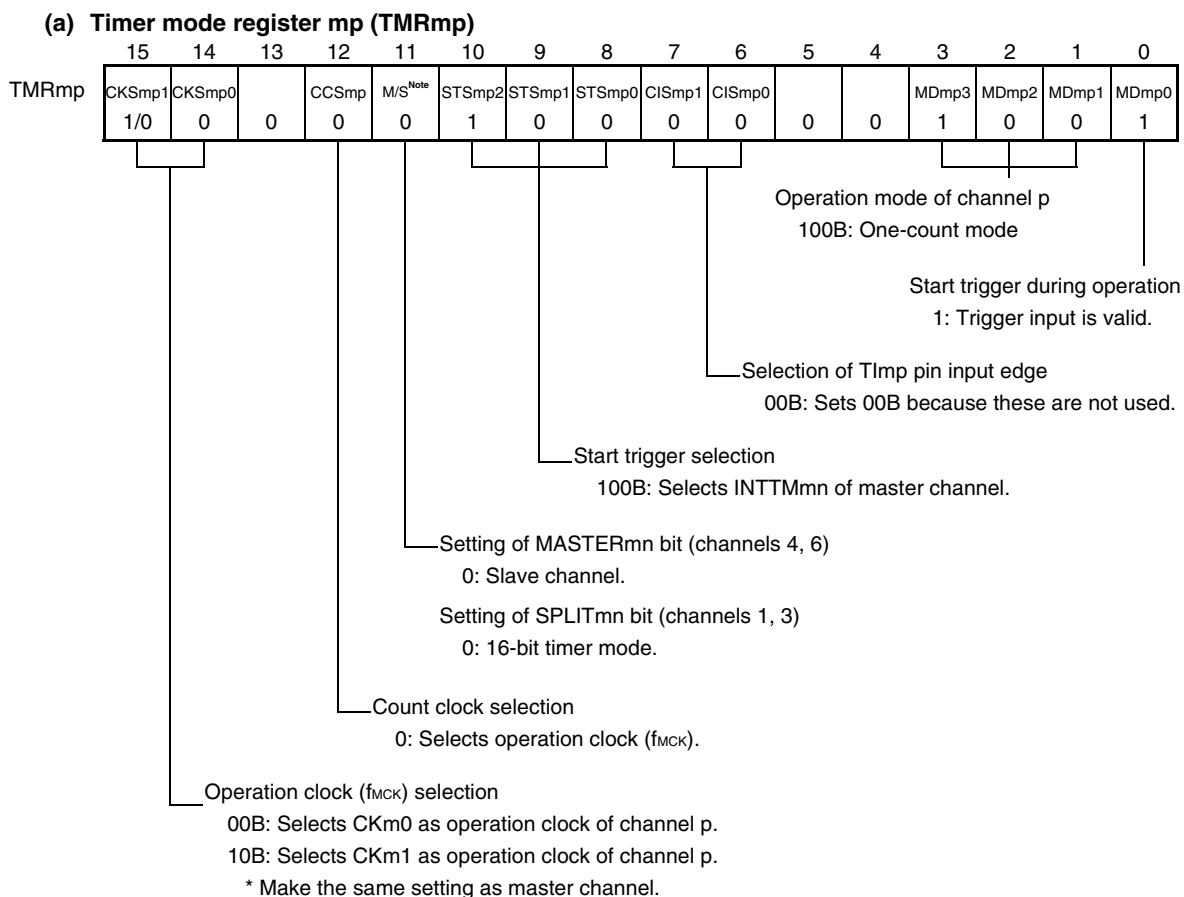 (a) Timer mode register mp (TMRmp)
15 14 13 12 11 10 9 8 7 6 5 4 3 2 1 0
TMRmp CKSmp1 CKSmp0 CCSmp M/S Note STSmp2 STSmp1 STSmp0 CISmp1 CISmp0 MDmp3 MDmp2 MDmp1 MDmp0
1/0 0 0 0 0 1 0 0 0 0 0 0 1 0 0 1
Operation mode of channel p
100B: One-count mode
Start trigger during operation
1: Trigger input is valid.
Selection of TImp pin input edge
00B: Sets 00B because these are not used.
Start trigger selection
100B: Selects INTTMmn of master channel.
Setting of MASTERmn bit (channels 4, 6)
0: Slave channel.
Setting of SPLITmn bit (channels 1, 3)
0: 16-bit timer mode.
Count clock selection
0: Selects operation clock (fMCK).
Operation clock (fMCK) selection
00B: Selects CKm0 as operation clock of channel p.
10B: Selects CKm1 as operation clock of channel p.
* Make the same setting as master channel.